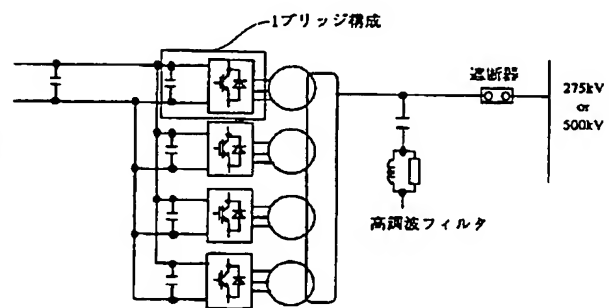 1ブリッジ構成
遮断器
275kV
or
500kV
高調波フィルタ